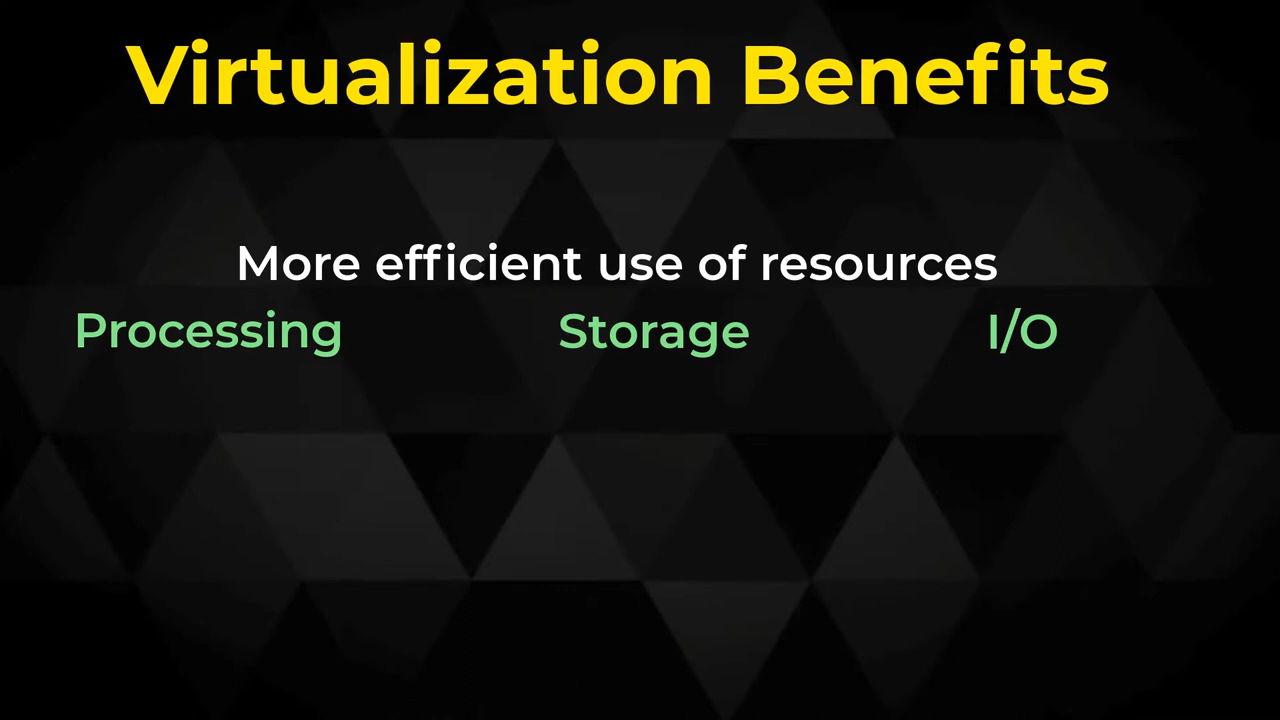 Virtualization Benefits
More efficient use of resources
Processing Storage I/O